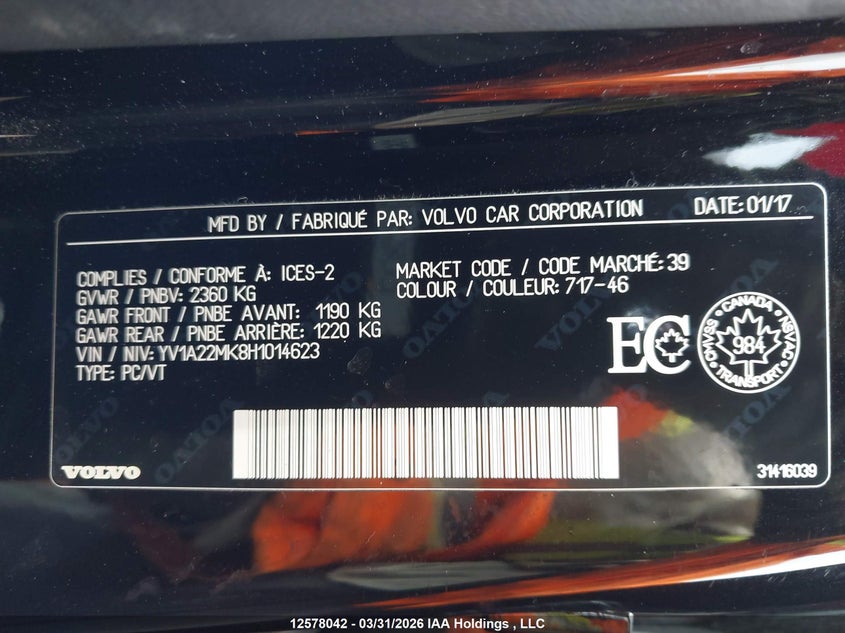 MFD BY / FABRIQUÉ PAR: VOLVO CAR CORPORATION DATE: 01/17
COMPLIES / CONFORME À: ICES-2
GVWR / PNBV: 2360 KG
GAWR FRONT / PNBE AVANT: 1190 KG
GAWR REAR / PNBE ARRIÈRE: 1220 KG
VIN / NIV: YV1A22MK8H1014623
TYPE: PC/VT
MARKET CODE / CODE MARCHÉ: 39
COLOUR / COULEUR: 717-46
EC
CANADA
CMVSS
984
NSVAC
TRANSPORT
VOLVO
31416039
12578042 - 03/31/2026 IAA Holdings , LLC